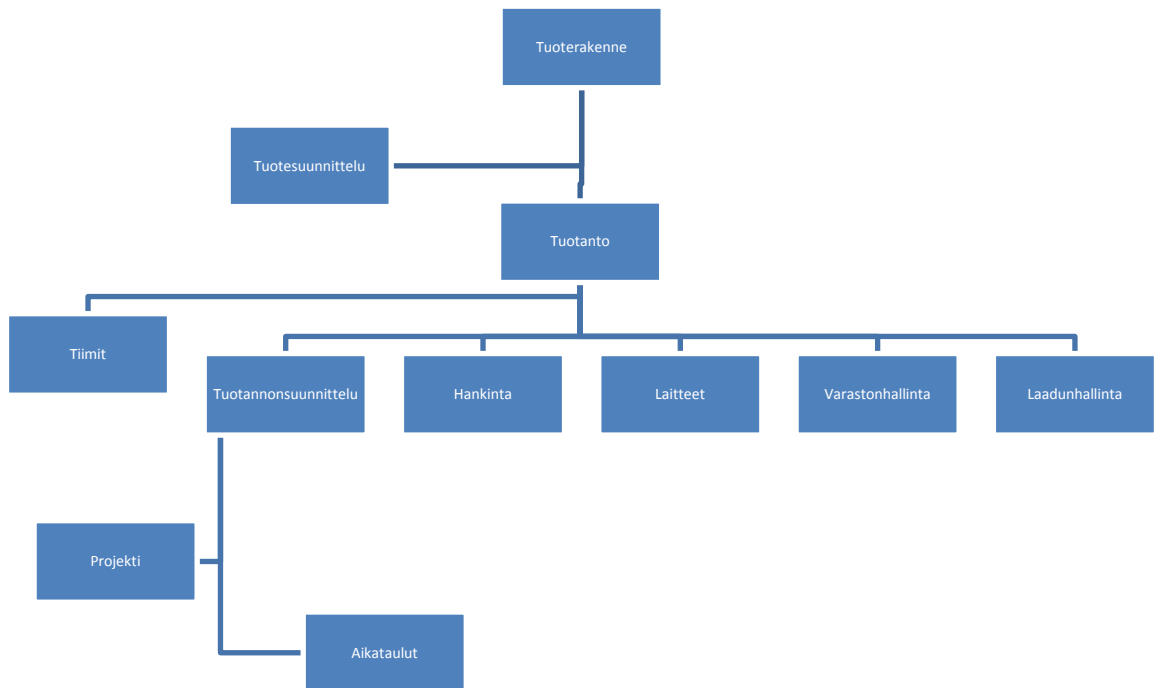 Tuoterakenne
Tuotesuunnittelu
Tuotanto
Tiimit
Tuotannonsuunnittelu
Hankinta
Laitteet
Varastonhallinta
Laadunhallinta
Projekti
Aikataulut